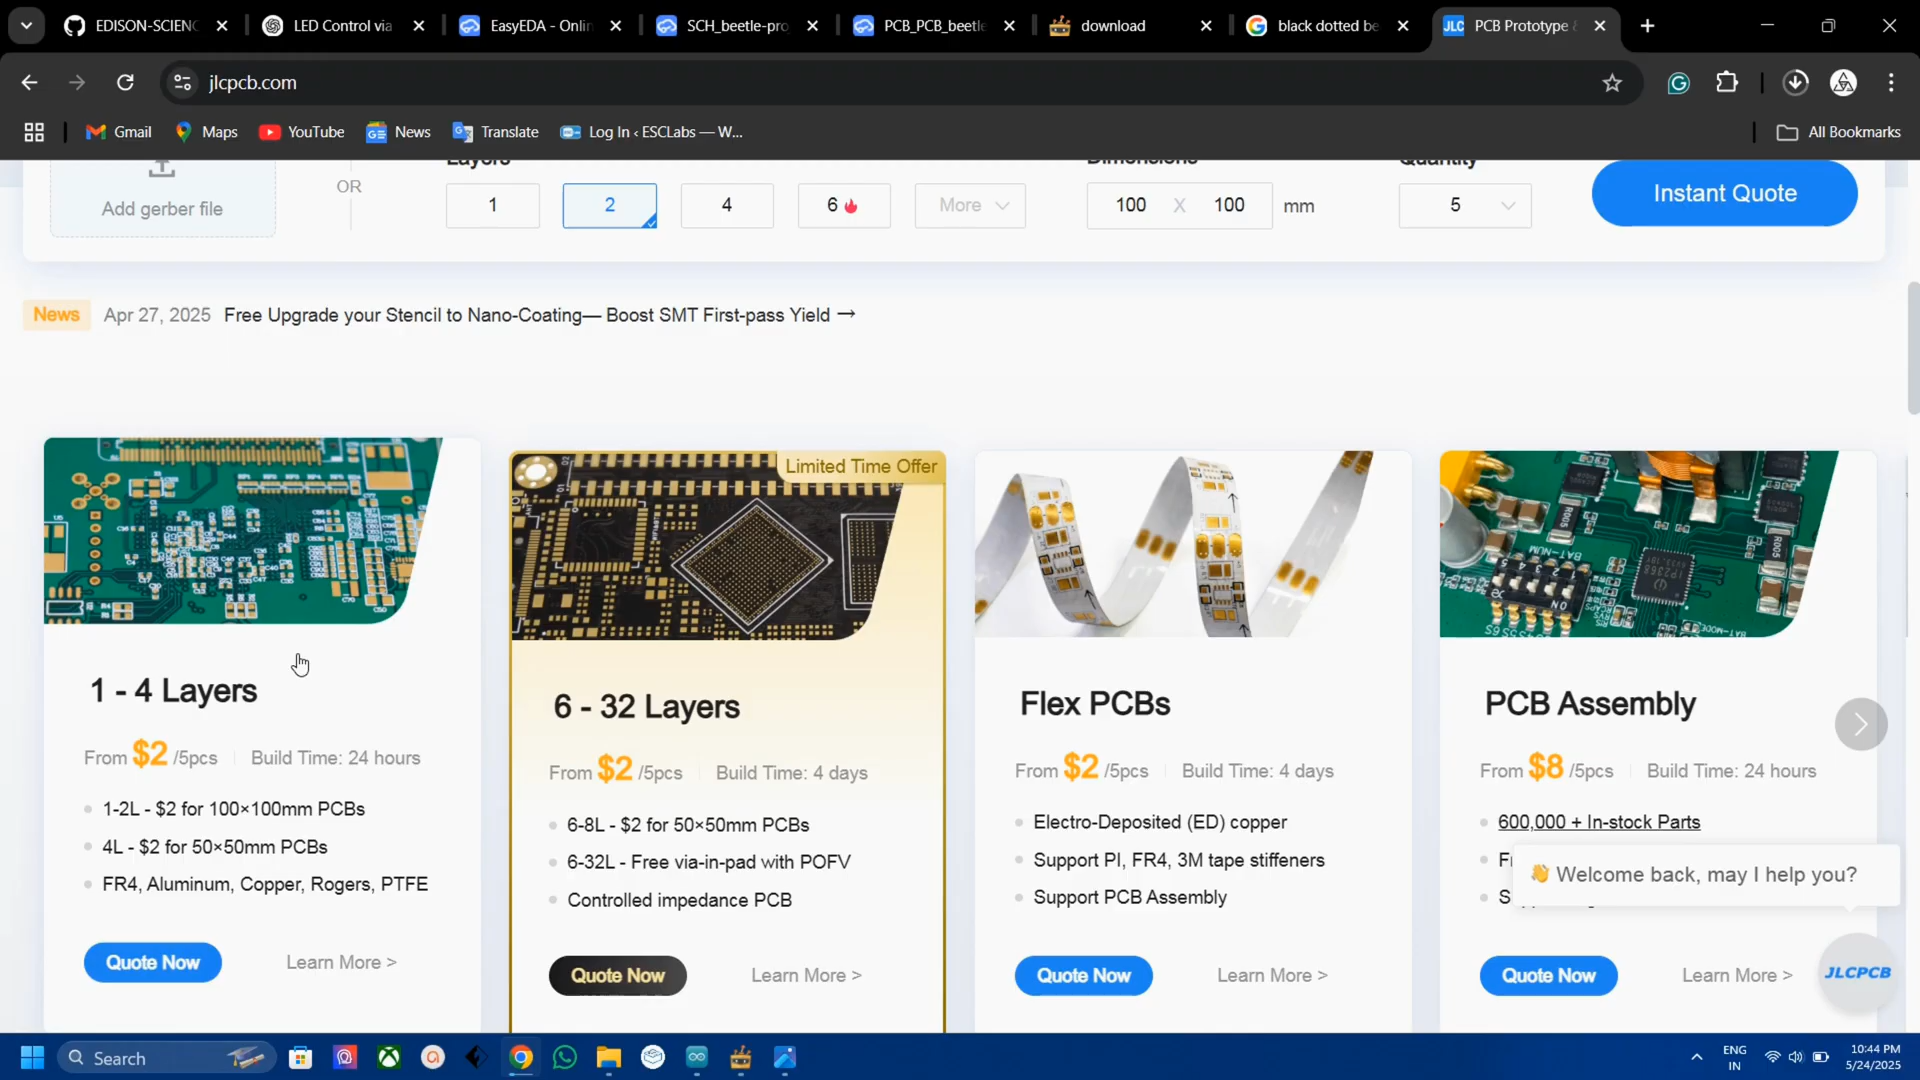 EDISON-SCIENC
LED Control via
EasyEDA - Onlin
SCH_beetle-pro
PCB_PCB_beetle
download
black dotted be
JLC PCB Prototype &
jlcpcb.com
Gmail
Maps
YouTube
News
Translate
Log In ‹ ESCLabs — W...
All Bookmarks
Layers
Dimensions
Quantity
Add gerber file
OR
1
2
4
6
More
100 X 100 mm
5
Instant Quote
News Apr 27, 2025 Free Upgrade your Stencil to Nano-Coating— Boost SMT First-pass Yield →
1 - 4 Layers
From $2 /5pcs
Build Time: 24 hours
1-2L - $2 for 100×100mm PCBs
4L - $2 for 50×50mm PCBs
FR4, Aluminum, Copper, Rogers, PTFE
Quote Now
Learn More >
Limited Time Offer
6 - 32 Layers
From $2 /5pcs
Build Time: 4 days
6-8L - $2 for 50×50mm PCBs
6-32L - Free via-in-pad with POFV
Controlled impedance PCB
Quote Now
Learn More >
Flex PCBs
From $2 /5pcs
Build Time: 4 days
Electro-Deposited (ED) copper
Support PI, FR4, 3M tape stiffeners
Support PCB Assembly
Quote Now
Learn More >
PCB Assembly
From $8 /5pcs
Build Time: 24 hours
600,000 + In-stock Parts
Quote Now
Learn More >
Welcome back, may I help you?
JLCPCB
Search
ENG
IN
10:44 PM
5/24/2025